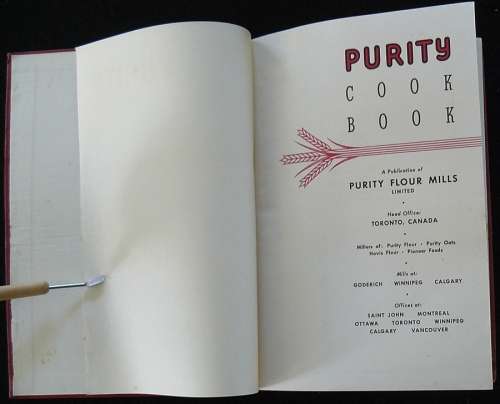 PURITY
COOK
BOOK
A Publication of
PURITY FLOUR MILLS
LIMITED
Head Office:
TORONTO, CANADA
Millers of: Purity Flour · Purity Oats
Hovis Flour · Pioneer Feeds
Mills at:
GODERICH WINNIPEG CALGARY
Offices at:
SAINT JOHN MONTREAL
OTTAWA TORONTO WINNIPEG
CALGARY VANCOUVER